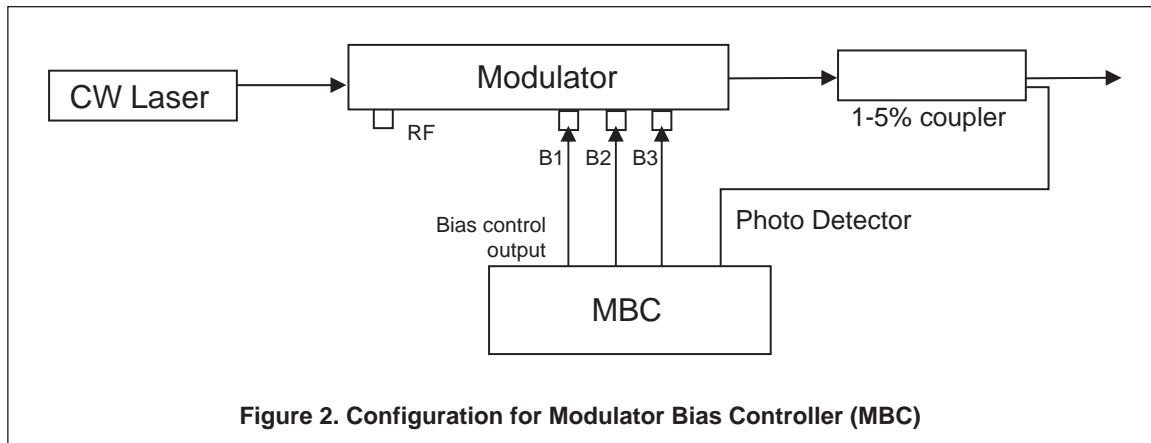 CW Laser
Modulator
1-5% coupler
RF
B1
B2
B3
Bias control
output
Photo Detector
MBC
Figure 2. Configuration for Modulator Bias Controller (MBC)